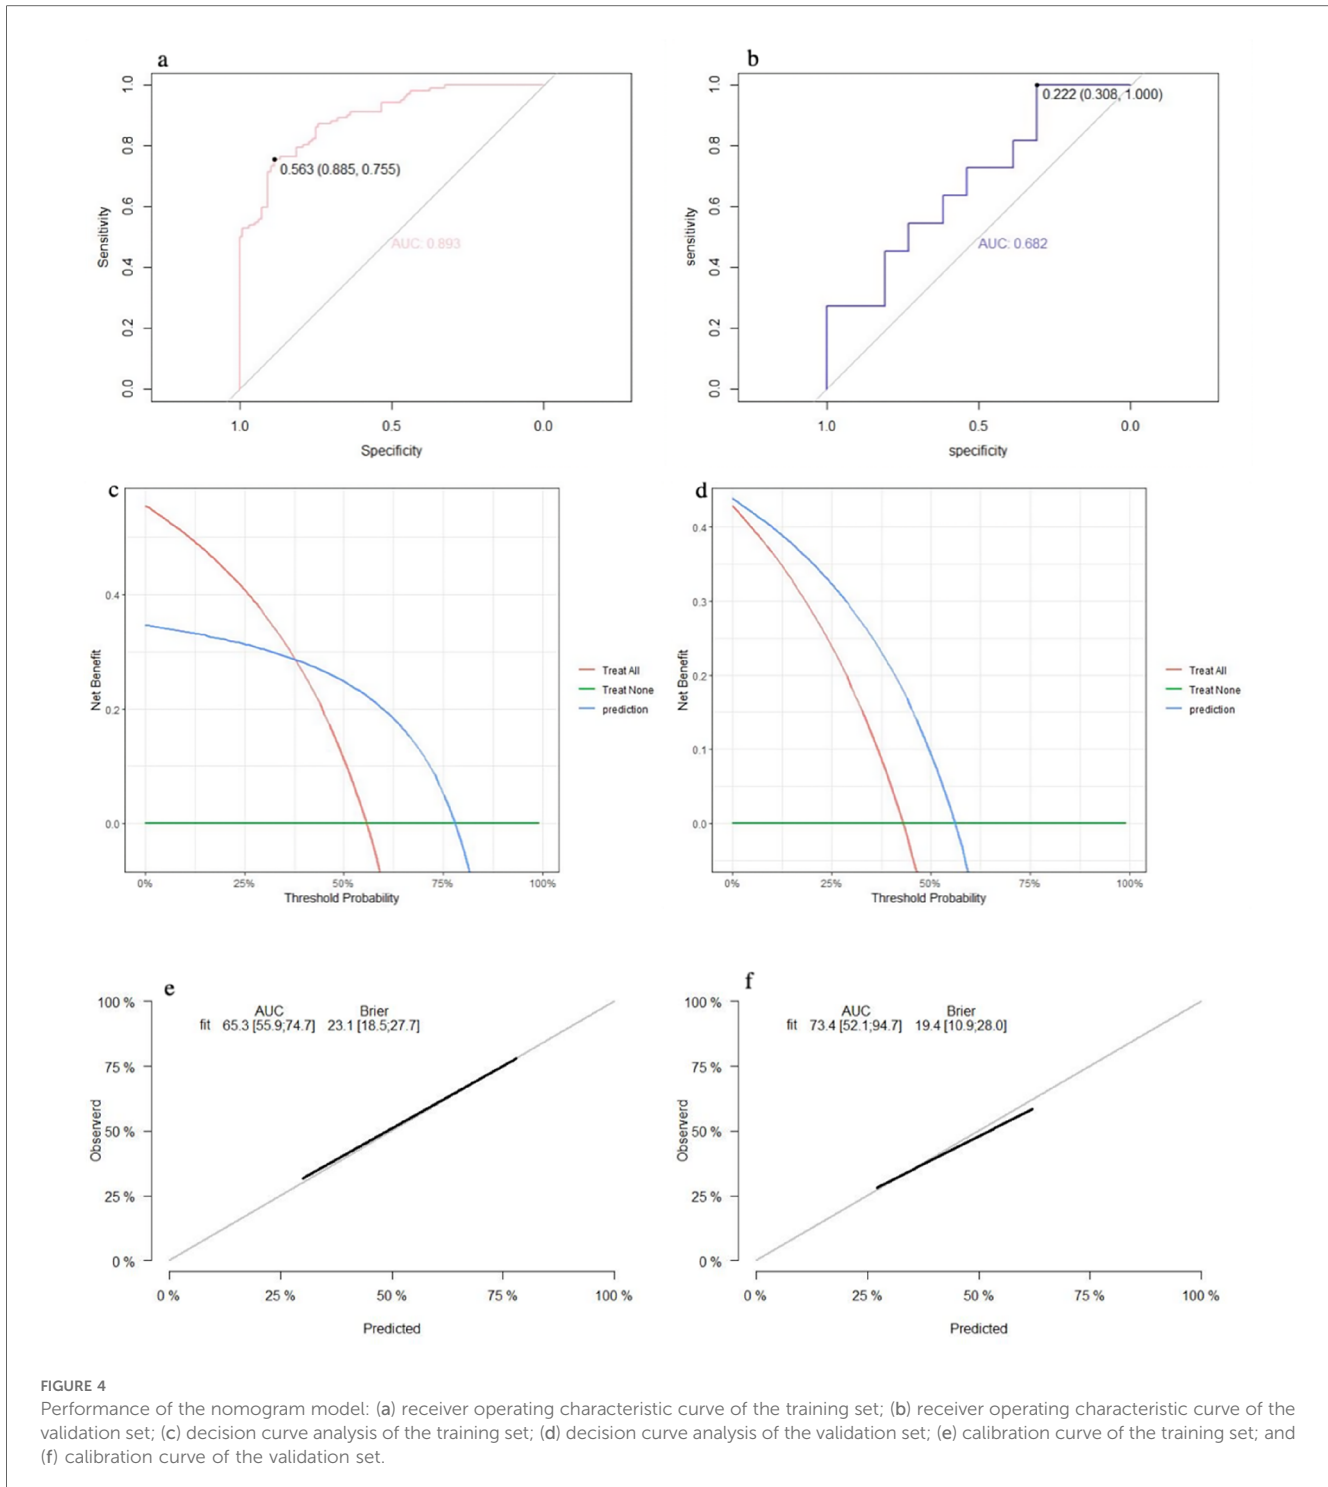 a
1.0
0.8
0.6
0.4
0.2
0.0
Sensitivity
0.563 (0.885, 0.755)
AUC: 0.893
1.0
0.5
0.0
Specificity
b
1.0
0.8
0.6
0.4
0.2
0.0
sensitivity
0.222 (0.308, 1.000)
AUC: 0.682
1.0
0.5
0.0
specificity
c
0.4
0.2
0.0
Net Benefit
0%
25%
50%
75%
100%
Threshold Probability
Treat All
Treat None
prediction
d
0.4
0.3
0.2
0.1
0.0
Net Benefit
0%
25%
50%
75%
100%
Threshold Probability
Treat All
Treat None
prediction
e
AUC Brier
fit 65.3 [55.9;74.7] 23.1 [18.5;27.7]
100 %
75 %
50 %
25 %
0 %
Observerd
0 %
25 %
50 %
75 %
100 %
Predicted
f
AUC Brier
fit 73.4 [52.1;94.7] 19.4 [10.9;28.0]
100 %
75 %
50 %
25 %
0 %
Observerd
0 %
25 %
50 %
75 %
100 %
Predicted
FIGURE 4
Performance of the nomogram model: (a) receiver operating characteristic curve of the training set; (b) receiver operating characteristic curve of the
validation set; (c) decision curve analysis of the training set; (d) decision curve analysis of the validation set; (e) calibration curve of the training set; and
(f) calibration curve of the validation set.